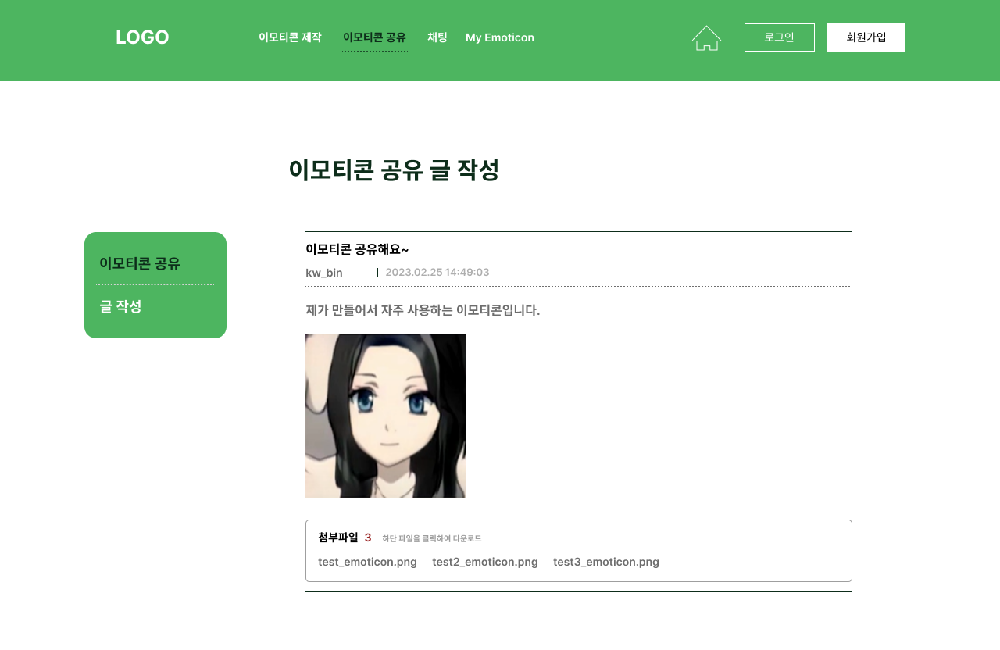 LOGO 이모티콘 제작 이모티콘 공유 채팅 My Emoticon 로그인 회원가입
이모티콘 공유 글 작성
이모티콘 공유
글 작성
이모티콘 공유해요~
kw_bin 2023.02.25 14:49:03
제가 만들어서 자주 사용하는 이모티콘입니다.
첨부파일 3 하단 파일을 클릭하여 다운로드
test_emoticon.png test2_emoticon.png test3_emoticon.png